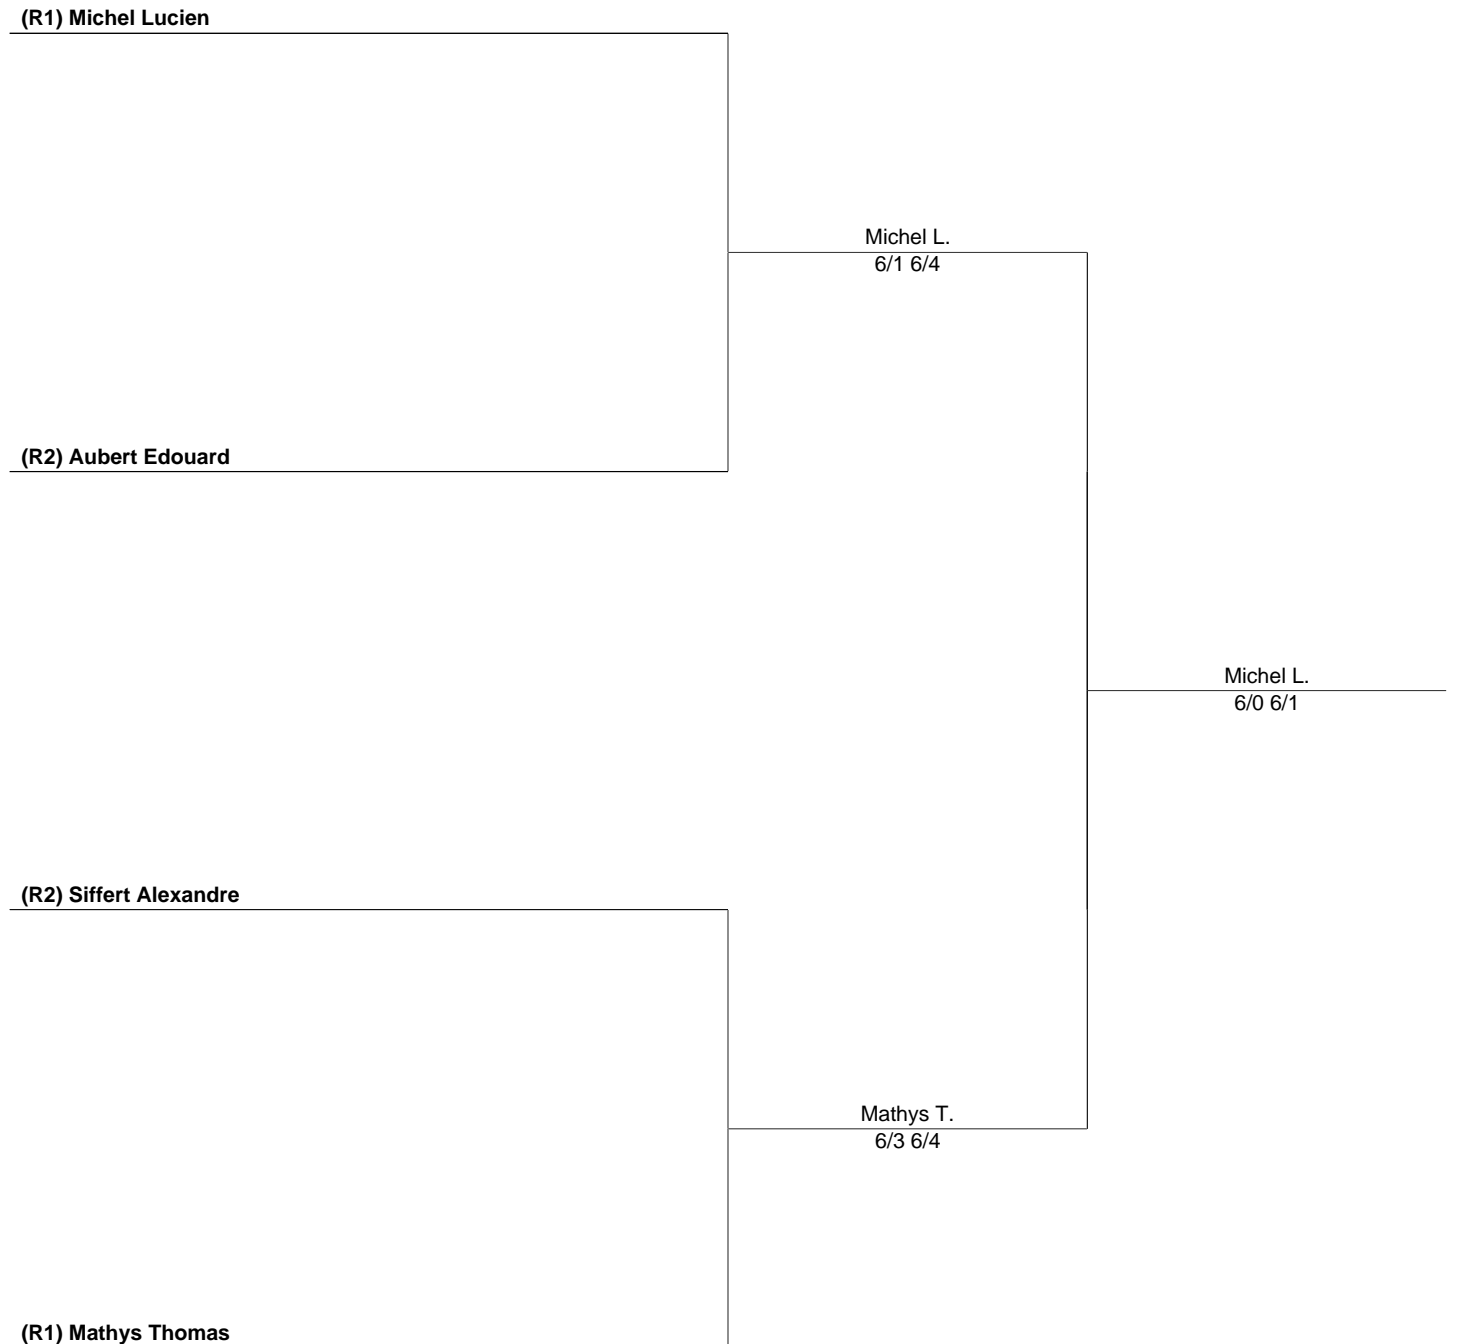 (R1) Michel Lucien
Michel L.
6/1 6/4
(R2) Aubert Edouard
Michel L.
6/0 6/1
(R2) Siffert Alexandre
Mathys T.
6/3 6/4
(R1) Mathys Thomas